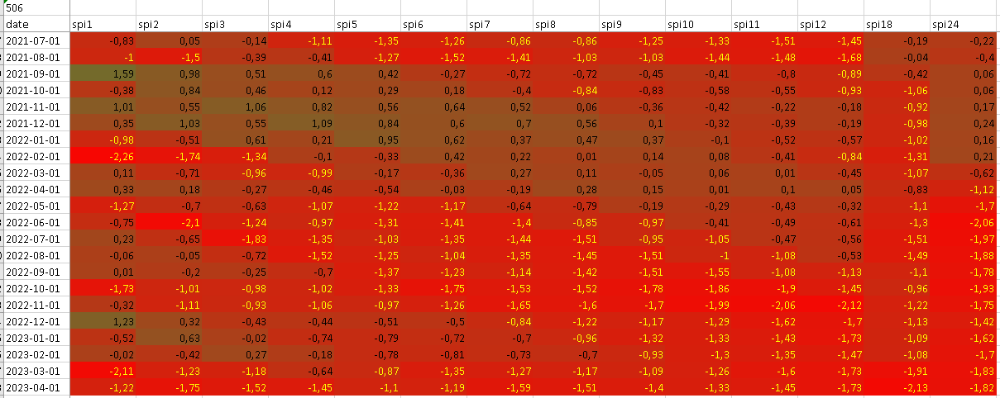 506
date spi1 spi2 spi3 spi4 spi5 spi6 spi7 spi8 spi9 spi10 spi11 spi12 spi18 spi24
2021-07-01 -0,83 0,05 -0,14 -1,11 -1,35 -1,26 -0,86 -0,86 -1,25 -1,33 -1,51 -1,45 -0,19 -0,22
2021-08-01 -1 -1,5 -0,39 -0,41 -1,27 -1,52 -1,41 -1,03 -1,03 -1,44 -1,48 -1,68 -0,04 -0,4
2021-09-01 1,59 0,98 0,51 0,6 0,42 -0,27 -0,72 -0,72 -0,45 -0,41 -0,8 -0,89 -0,42 0,06
2021-10-01 -0,38 0,84 0,46 0,12 0,29 0,18 -0,4 -0,84 -0,83 -0,58 -0,55 -0,93 -1,06 0,06
2021-11-01 1,01 0,55 1,06 0,82 0,56 0,64 0,52 0,06 -0,36 -0,42 -0,22 -0,18 -0,92 0,17
2021-12-01 0,35 1,03 0,55 1,09 0,84 0,6 0,7 0,56 0,1 -0,32 -0,39 -0,19 -0,98 0,24
2022-01-01 -0,98 -0,51 0,61 0,21 0,95 0,62 0,37 0,47 0,37 -0,1 -0,52 -0,57 -1,02 0,16
2022-02-01 -2,26 -1,74 -1,34 -0,1 -0,33 0,42 0,22 0,01 0,14 0,08 -0,41 -0,84 -1,31 0,21
2022-03-01 0,11 -0,71 -0,96 -0,99 -0,17 -0,36 0,27 0,11 -0,05 0,06 0,01 -0,45 -1,07 -0,62
2022-04-01 0,33 0,18 -0,27 -0,46 -0,54 -0,03 -0,19 0,28 0,15 0,01 0,1 0,05 -0,83 -1,12
2022-05-01 -1,27 -0,7 -0,63 -1,07 -1,22 -1,17 -0,64 -0,79 -0,19 -0,29 -0,43 -0,32 -1,1 -1,7
2022-06-01 -0,75 -2,1 -1,24 -0,97 -1,31 -1,41 -1,4 -0,85 -0,97 -0,41 -0,49 -0,61 -1,3 -2,06
2022-07-01 0,23 -0,65 -1,83 -1,35 -1,03 -1,35 -1,44 -1,51 -0,95 -1,05 -0,47 -0,56 -1,51 -1,97
2022-08-01 -0,06 -0,05 -0,72 -1,52 -1,25 -1,04 -1,35 -1,45 -1,51 -1 -1,08 -0,53 -1,49 -1,88
2022-09-01 0,01 -0,2 -0,25 -0,7 -1,37 -1,23 -1,14 -1,42 -1,51 -1,55 -1,08 -1,13 -1,1 -1,78
2022-10-01 -1,73 -1,01 -0,98 -1,02 -1,33 -1,75 -1,53 -1,52 -1,78 -1,86 -1,9 -1,45 -0,96 -1,93
2022-11-01 -0,32 -1,11 -0,93 -1,06 -0,97 -1,26 -1,65 -1,6 -1,7 -1,99 -2,06 -2,12 -1,22 -1,75
2022-12-01 1,23 0,32 -0,43 -0,44 -0,51 -0,5 -0,84 -1,22 -1,17 -1,29 -1,62 -1,7 -1,13 -1,42
2023-01-01 -0,52 0,63 -0,02 -0,74 -0,79 -0,72 -0,7 -0,96 -1,32 -1,33 -1,43 -1,73 -1,09 -1,62
2023-02-01 -0,02 -0,42 0,27 -0,18 -0,78 -0,81 -0,73 -0,7 -0,93 -1,3 -1,35 -1,47 -1,08 -1,7
2023-03-01 -2,11 -1,23 -1,18 -0,64 -0,87 -1,35 -1,27 -1,17 -1,09 -1,26 -1,6 -1,73 -1,91 -1,83
2023-04-01 -1,22 -1,75 -1,52 -1,45 -1,1 -1,19 -1,59 -1,51 -1,4 -1,33 -1,45 -1,73 -2,13 -1,82